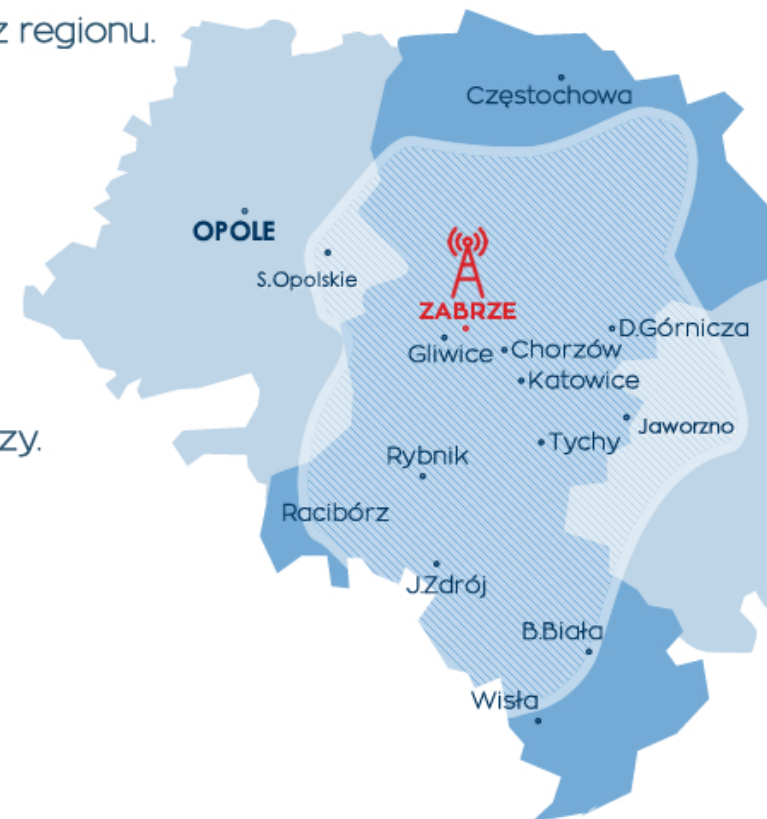 z regionu.
Częstochowa
OPOLE
S.Opolskie
ZABRZE
D.Górnicza
Gliwice
Chorzów
Katowice
Jaworzno
Tychy
Rybnik
Racibórz
J.Zdrój
B.Biała
Wisła
zy.